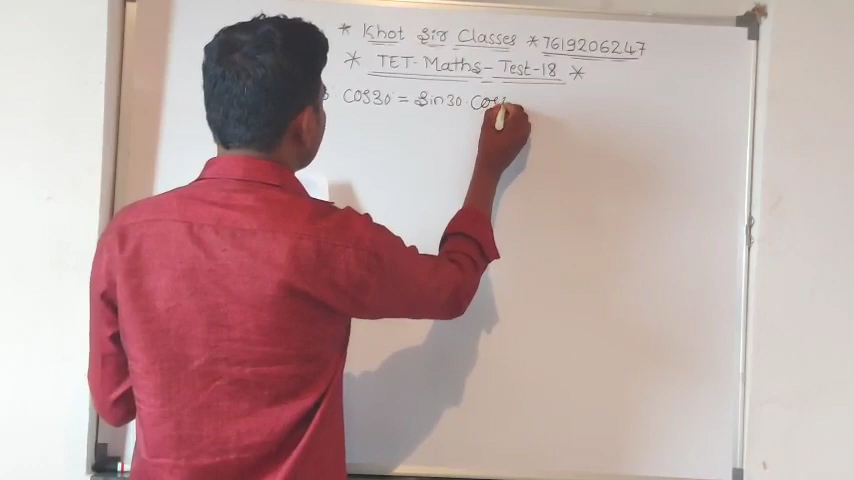 * Khot Sir Classes * 7619206247
* TET-Maths-Test-18 *
cos30 = sin30. cos